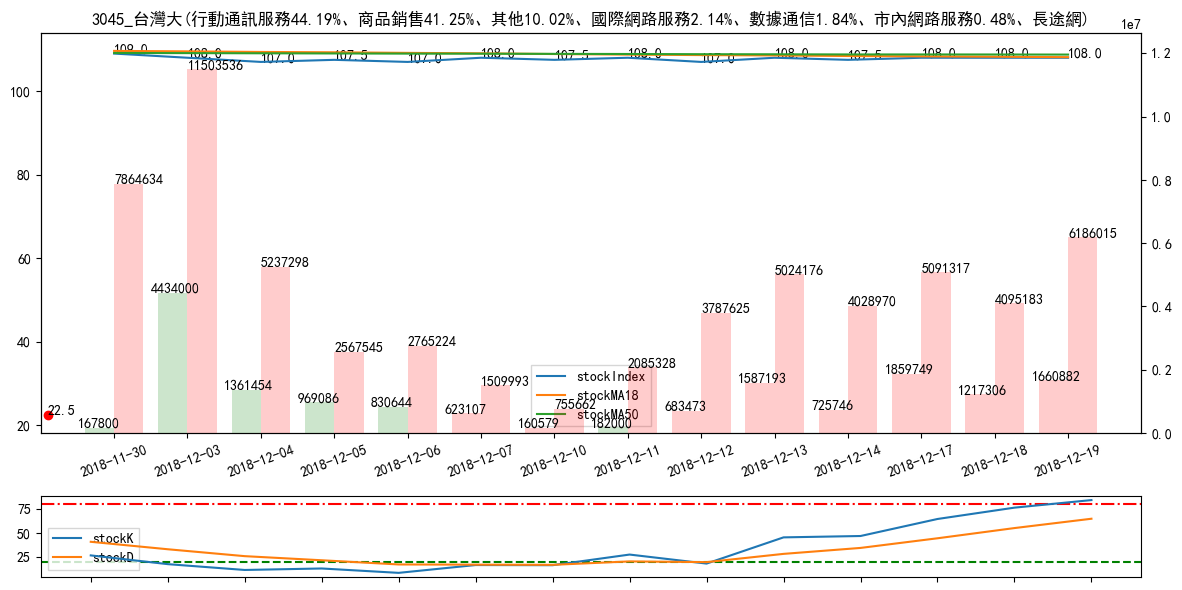 3045_台灣大(行動通訊服務44.19%、商品銷售41.25%、其他10.02%、國際網路服務2.14%、數據通信1.84%、市內網路服務0.48%、長途網)
1e7
108.0 108.0 107.0 107.5 107.0 108.0 107.5 108.0 107.0 108.0 107.5 108.0 108.0 108.0
100
80
60
40
20
1.2
1.0
0.8
0.6
0.4
0.2
0.0
7864634 11503536 5237298 2567545 2765224 1509993 755662 2085328 3787625 5024176 4028970 5091317 4095183 6186015
167800 4434000 1361454 969086 830644 623107 160579 182000 683473 1587193 725746 1859749 1217306 1660882
22.5
stockIndex
stockMA18
stockMA50
2018-11-30 2018-12-03 2018-12-04 2018-12-05 2018-12-06 2018-12-07 2018-12-10 2018-12-11 2018-12-12 2018-12-13 2018-12-14 2018-12-17 2018-12-18 2018-12-19
75
50
25
stockK
stockD